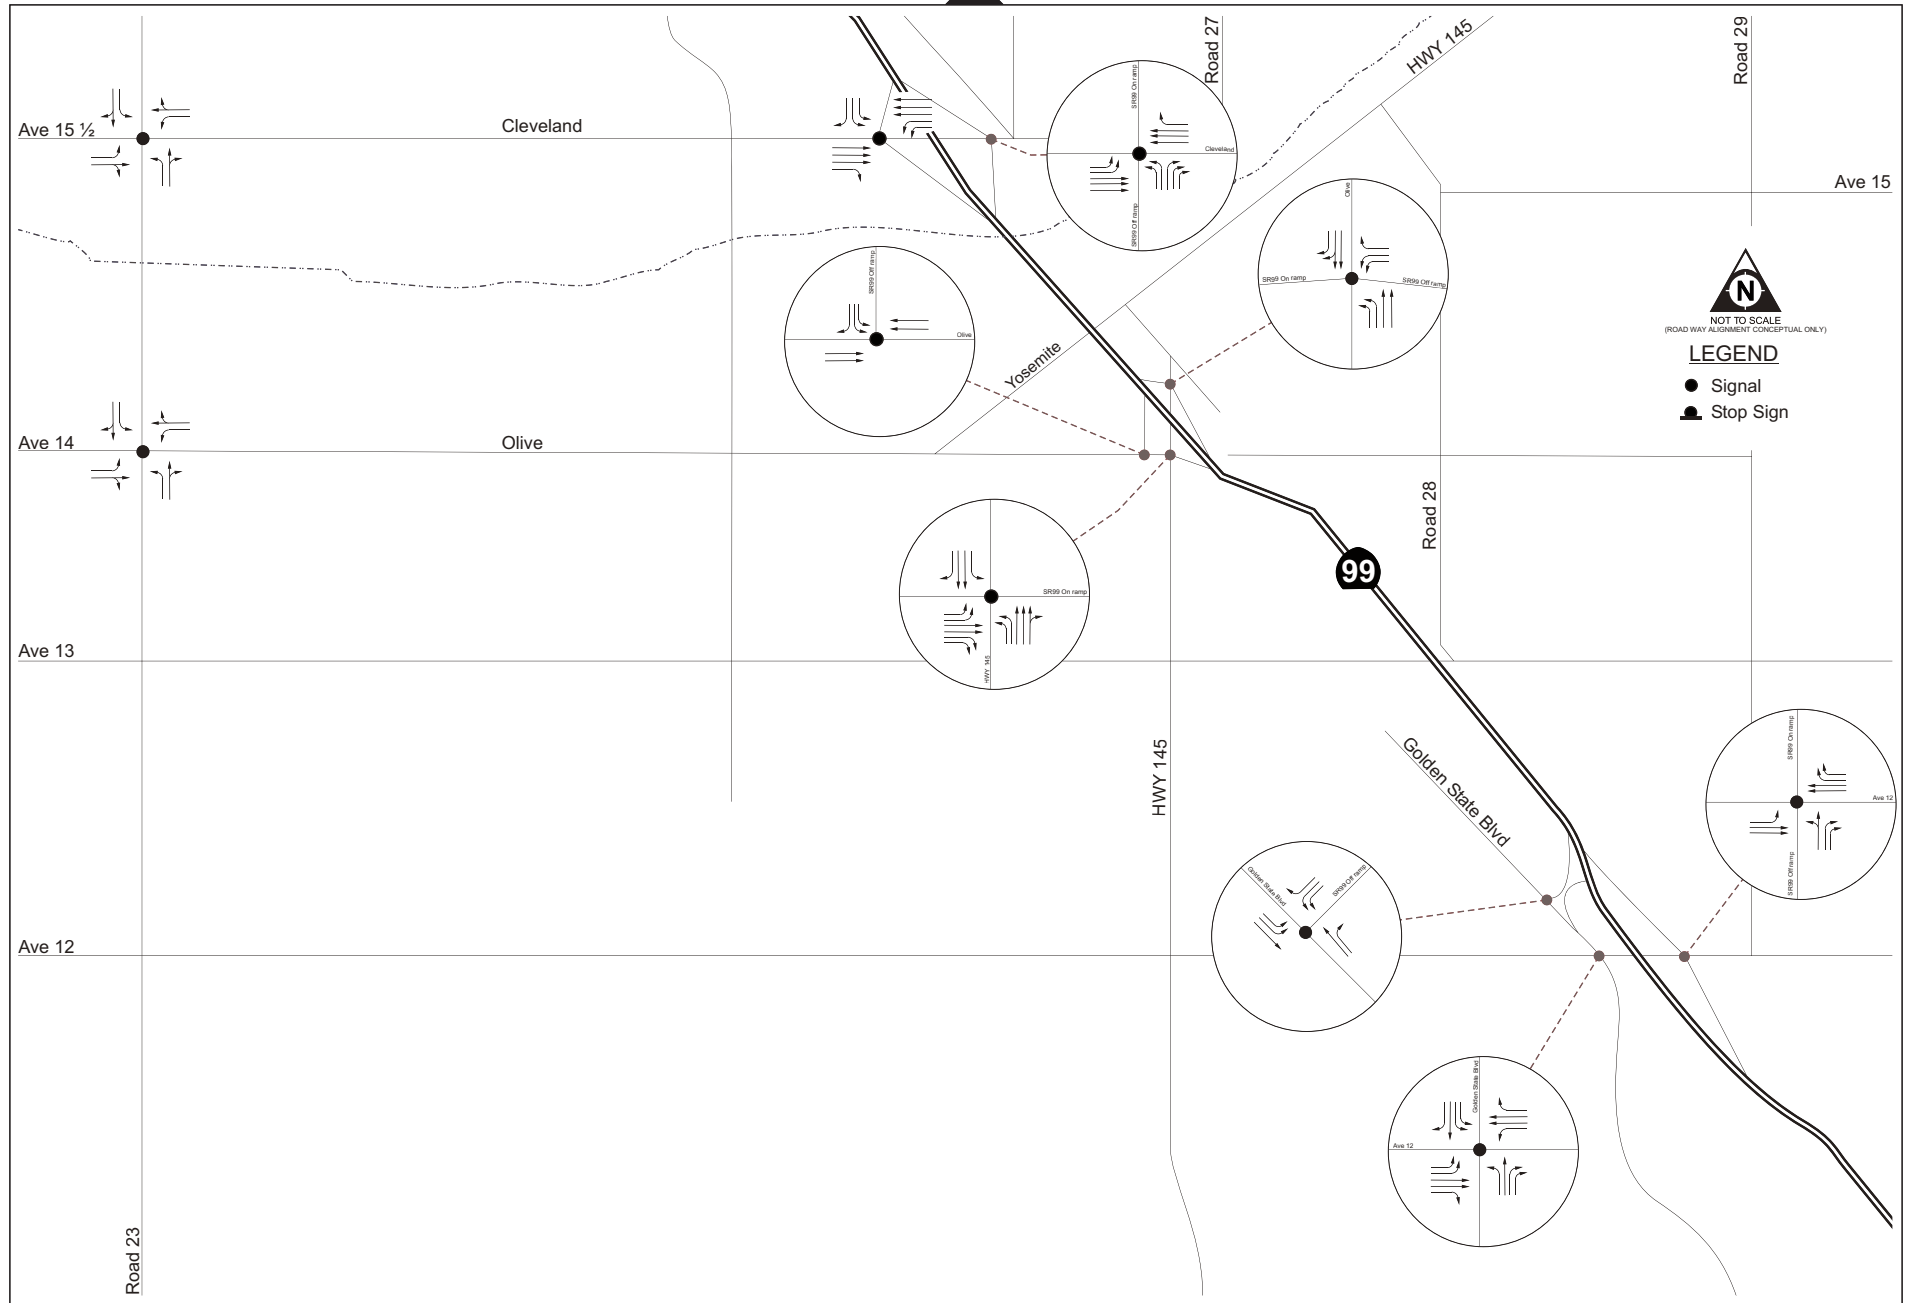 Road 27
HWY 145
Road 29
Ave 15 ½
Cleveland
SR99 On ramp
Cleveland
SR99 Off ramp
Ave 15
Olive
SR99 On ramp
SR99 Off ramp
SR99 Off ramp
Olive
N
NOT TO SCALE
(ROAD WAY ALIGNMENT CONCEPTUAL ONLY)
LEGEND
Signal
Stop Sign
Yosemite
Ave 14
Olive
Road 28
99
SR99 On ramp
HWY 145
Ave 13
HWY 145
Golden State Blvd
SR99 On ramp
Ave 12
SR99 Off ramp
Golden State Blvd
SR99 Off ramp
Ave 12
Golden State Blvd
Ave 12
Road 23